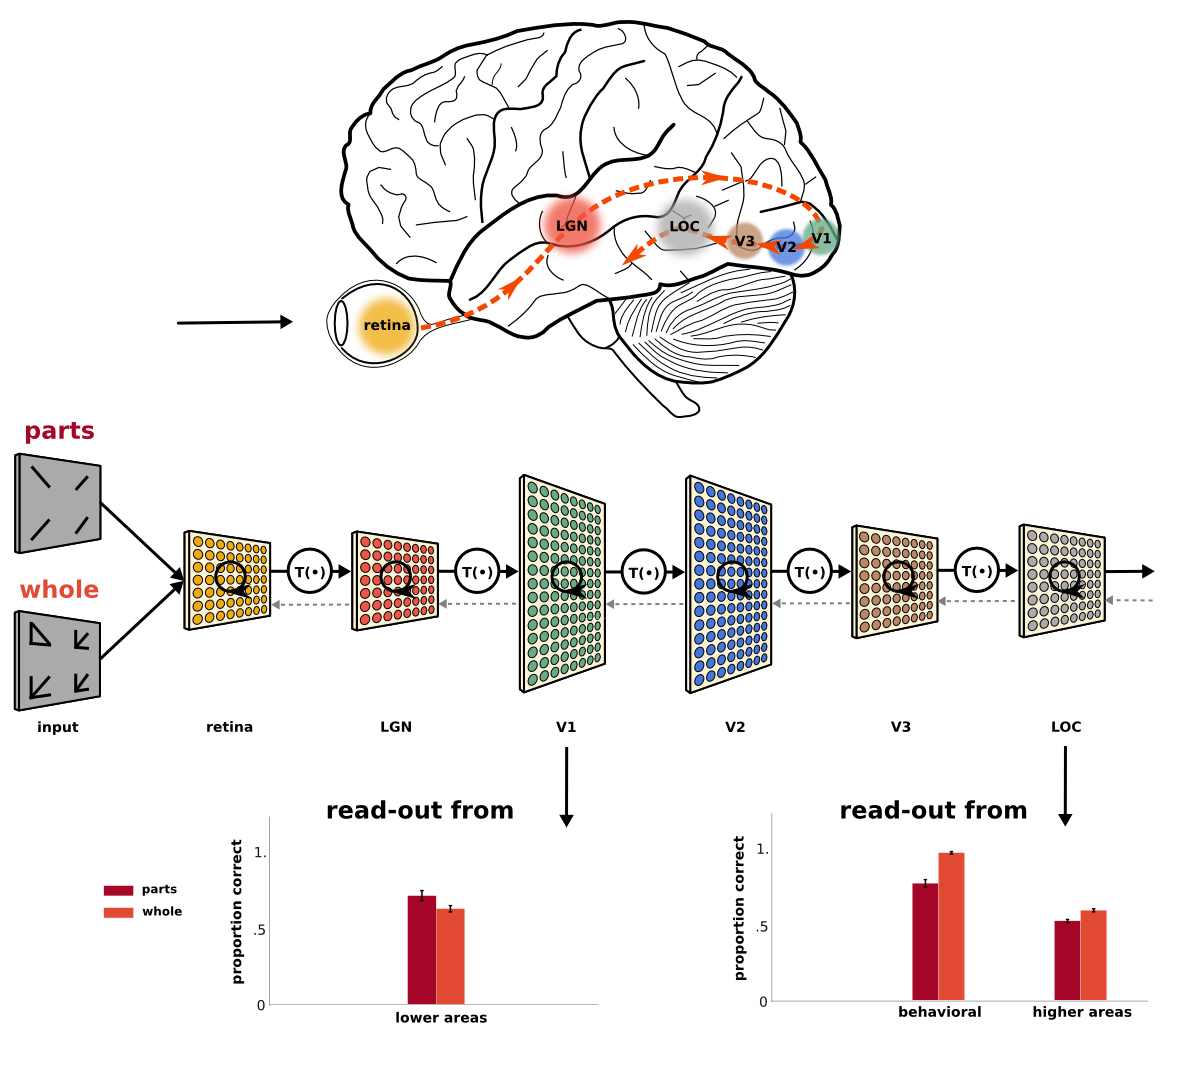 LGN
LOC
V3
V2
V1
retina
parts
whole
T(•)
T(•)
T(•)
T(•)
T(•)
input
retina
LGN
V1
V2
V3
LOC
read-out from
proportion correct
1.
.5
0
lower areas
parts
whole
read-out from
proportion correct
1.
.5
0
behavioral
higher areas